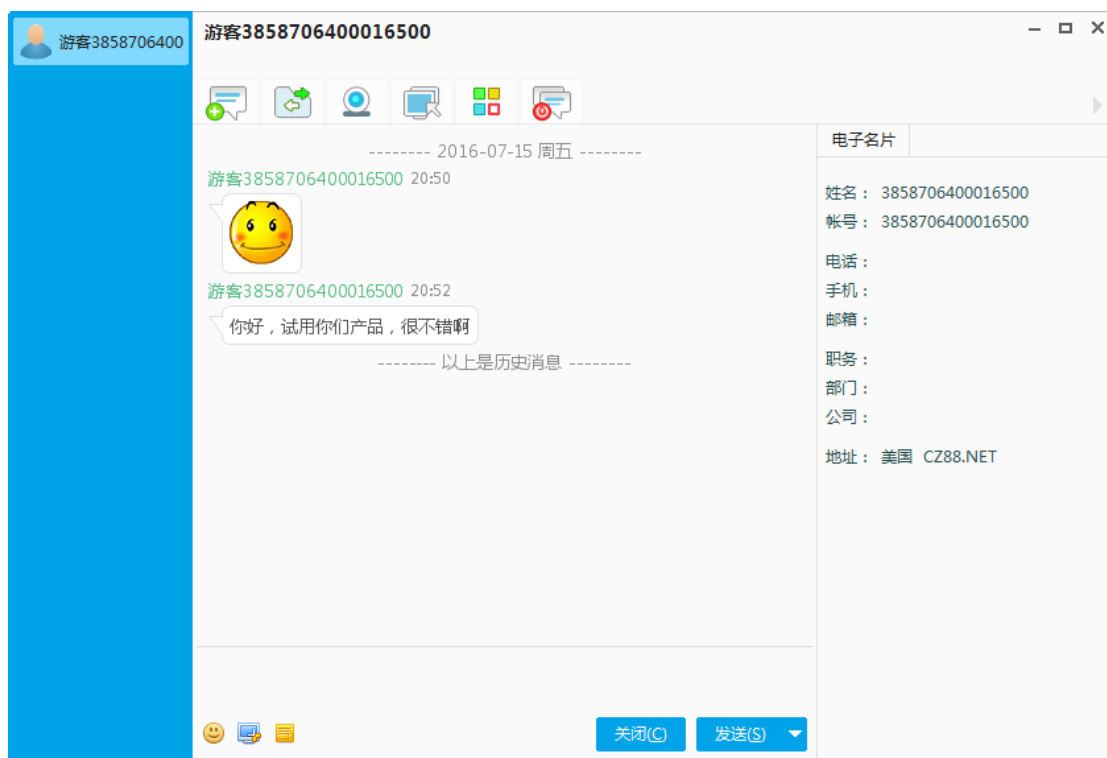 游客3858706400
游客3858706400016500
-------- 2016-07-15 周五 --------
游客3858706400016500 20:50
游客3858706400016500 20:52
你好，试用你们产品，很不错啊
-------- 以上是历史消息 --------
关闭(C)
发送(S)
电子名片
姓名： 3858706400016500
帐号： 3858706400016500
电话：
手机：
邮箱：
职务：
部门：
公司：
地址： 美国 CZ88.NET